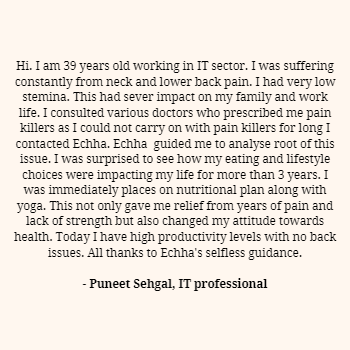 Hi. I am 39 years old working in IT sector. I was suffering
constantly from neck and lower back pain. I had very low
stemina. This had sever impact on my family and work
life. I consulted various doctors who prescribed me pain
killers as I could not carry on with pain killers for long I
contacted Echha. Echha  guided me to analyse root of this
issue. I was surprised to see how my eating and lifestyle
choices were impacting my life for more than 3 years. I
was immediately places on nutritional plan along with
yoga. This not only gave me relief from years of pain and
lack of strength but also changed my attitude towards
health. Today I have high productivity levels with no back
issues. All thanks to Echha's selfless guidance.
- Puneet Sehgal, IT professional